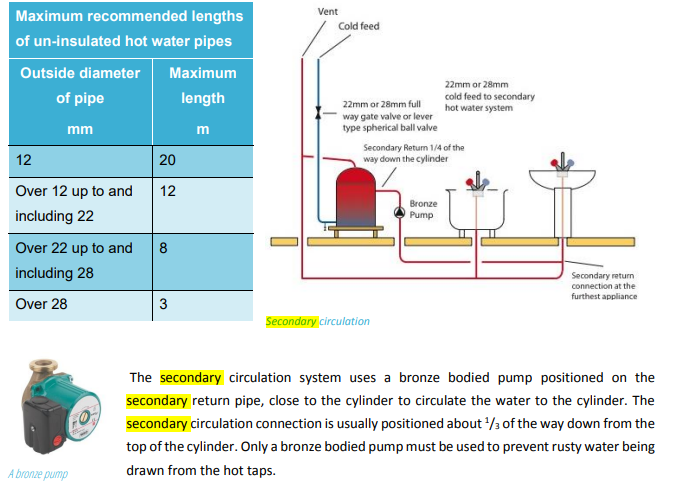 Maximum recommended lengths
of un-insulated hot water pipes
Outside diameter
of pipe
mm
Maximum
length
m
12
20
Over 12 up to and
including 22
12
Over 22 up to and
including 28
8
Over 28
3
Vent
Cold feed
22mm or 28mm full
way gate valve or lever
type spherical ball valve
22mm or 28mm
cold feed to secondary
hot water system
Secondary Return 1/4 of the
way down the cylinder
Bronze
Pump
Secondary return
connection at the
furthest appliance
Secondary circulation
The secondary circulation system uses a bronze bodied pump positioned on the
secondary return pipe, close to the cylinder to circulate the water to the cylinder. The
secondary circulation connection is usually positioned about 1/3 of the way down from the
top of the cylinder. Only a bronze bodied pump must be used to prevent rusty water being
drawn from the hot taps.
A bronze pump